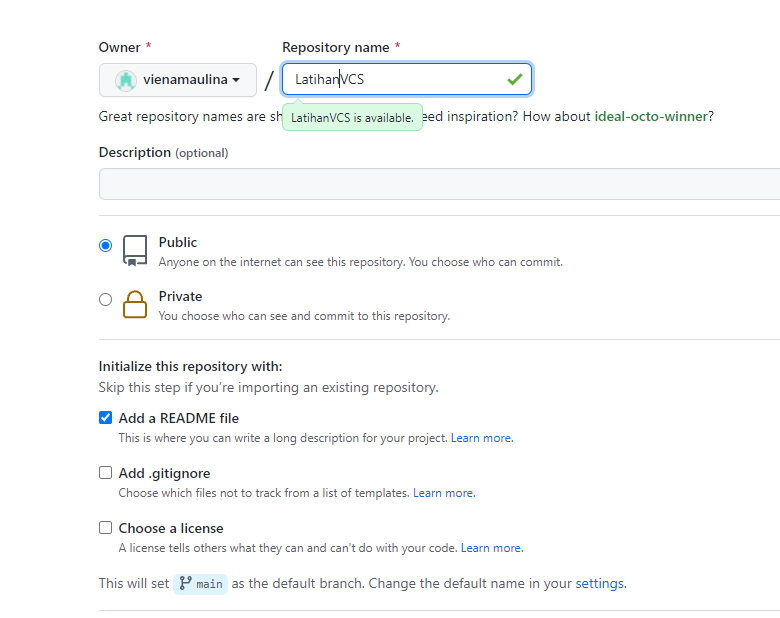 Owner * Repository name *
vienamaulina / LatihanVCS
Great repository names are sh eed inspiration? How about ideal-octo-winner?
LatihanVCS is available.
Description (optional)
Public
Anyone on the internet can see this repository. You choose who can commit.
Private
You choose who can see and commit to this repository.
Initialize this repository with:
Skip this step if you’re importing an existing repository.
Add a README file
This is where you can write a long description for your project. Learn more.
Add .gitignore
Choose which files not to track from a list of templates. Learn more.
Choose a license
A license tells others what they can and can't do with your code. Learn more.
This will set main as the default branch. Change the default name in your settings.